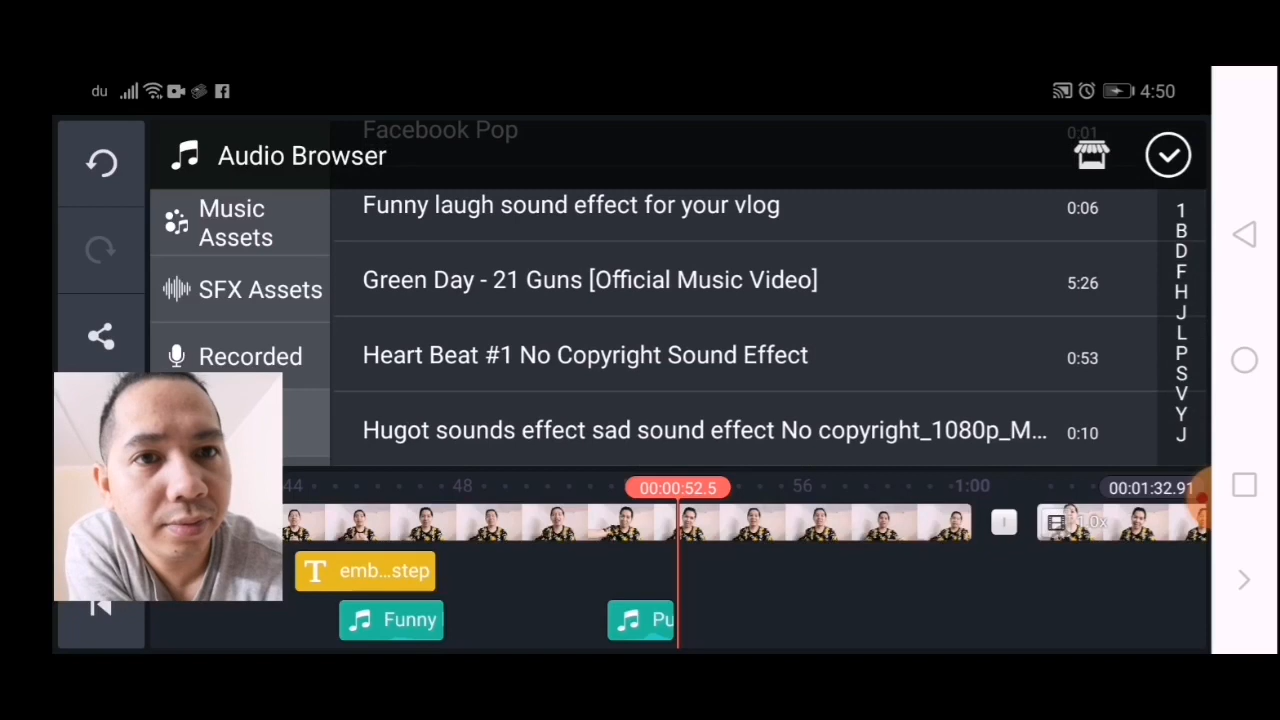 du
4:50
Facebook Pop 0:01
Audio Browser
Music
Assets
SFX Assets
Recorded
Funny laugh sound effect for your vlog 0:06
Green Day - 21 Guns [Official Music Video] 5:26
Heart Beat #1 No Copyright Sound Effect 0:53
Hugot sounds effect sad sound effect No copyright_1080p_M... 0:10
1
B
D
F
H
J
L
P
S
V
Y
J
44 48 00:00:52.5 56 1:00 00:01:32.91
1.0x
T emb...step
Funny
Pu